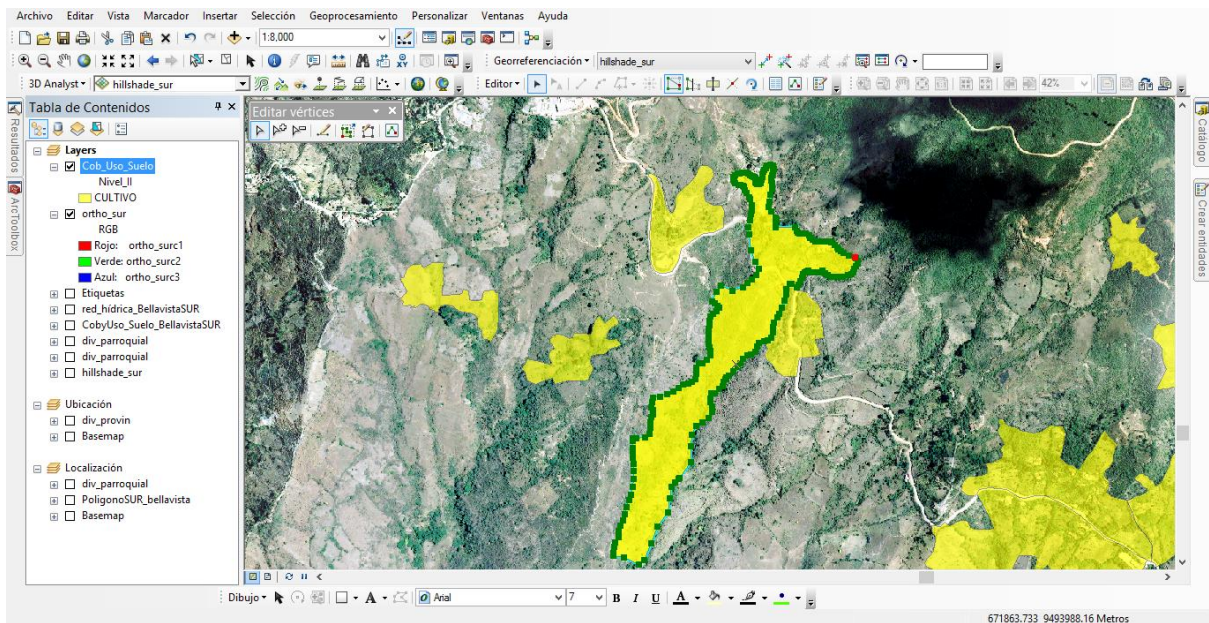 Archivo Editar Vista Marcador Insertar Selección Geoprocesamiento Personalizar Ventanas Ayuda
1:8,000
Georreferenciación hillshade_sur
3D Analyst hillshade_sur Editor 42%
Tabla de Contenidos
Editar vértices
Resultados
ArcToolbox
Layers
Cob_Uso_Suelo
Nivel_II
CULTIVO
ortho_sur
RGB
Rojo: ortho_surc1
Verde: ortho_surc2
Azul: ortho_surc3
Etiquetas
red_hídrica_BellavistaSUR
CobyUso_Suelo_BellavistaSUR
div_parroquial
div_parroquial
hillshade_sur
Ubicación
div_provin
Basemap
Localización
div_parroquial
PoligonoSUR_bellavista
Basemap
Catálogo
Crear entidades
Dibujo A Arial 7 B I U A
671863.733 9493988.16 Metros